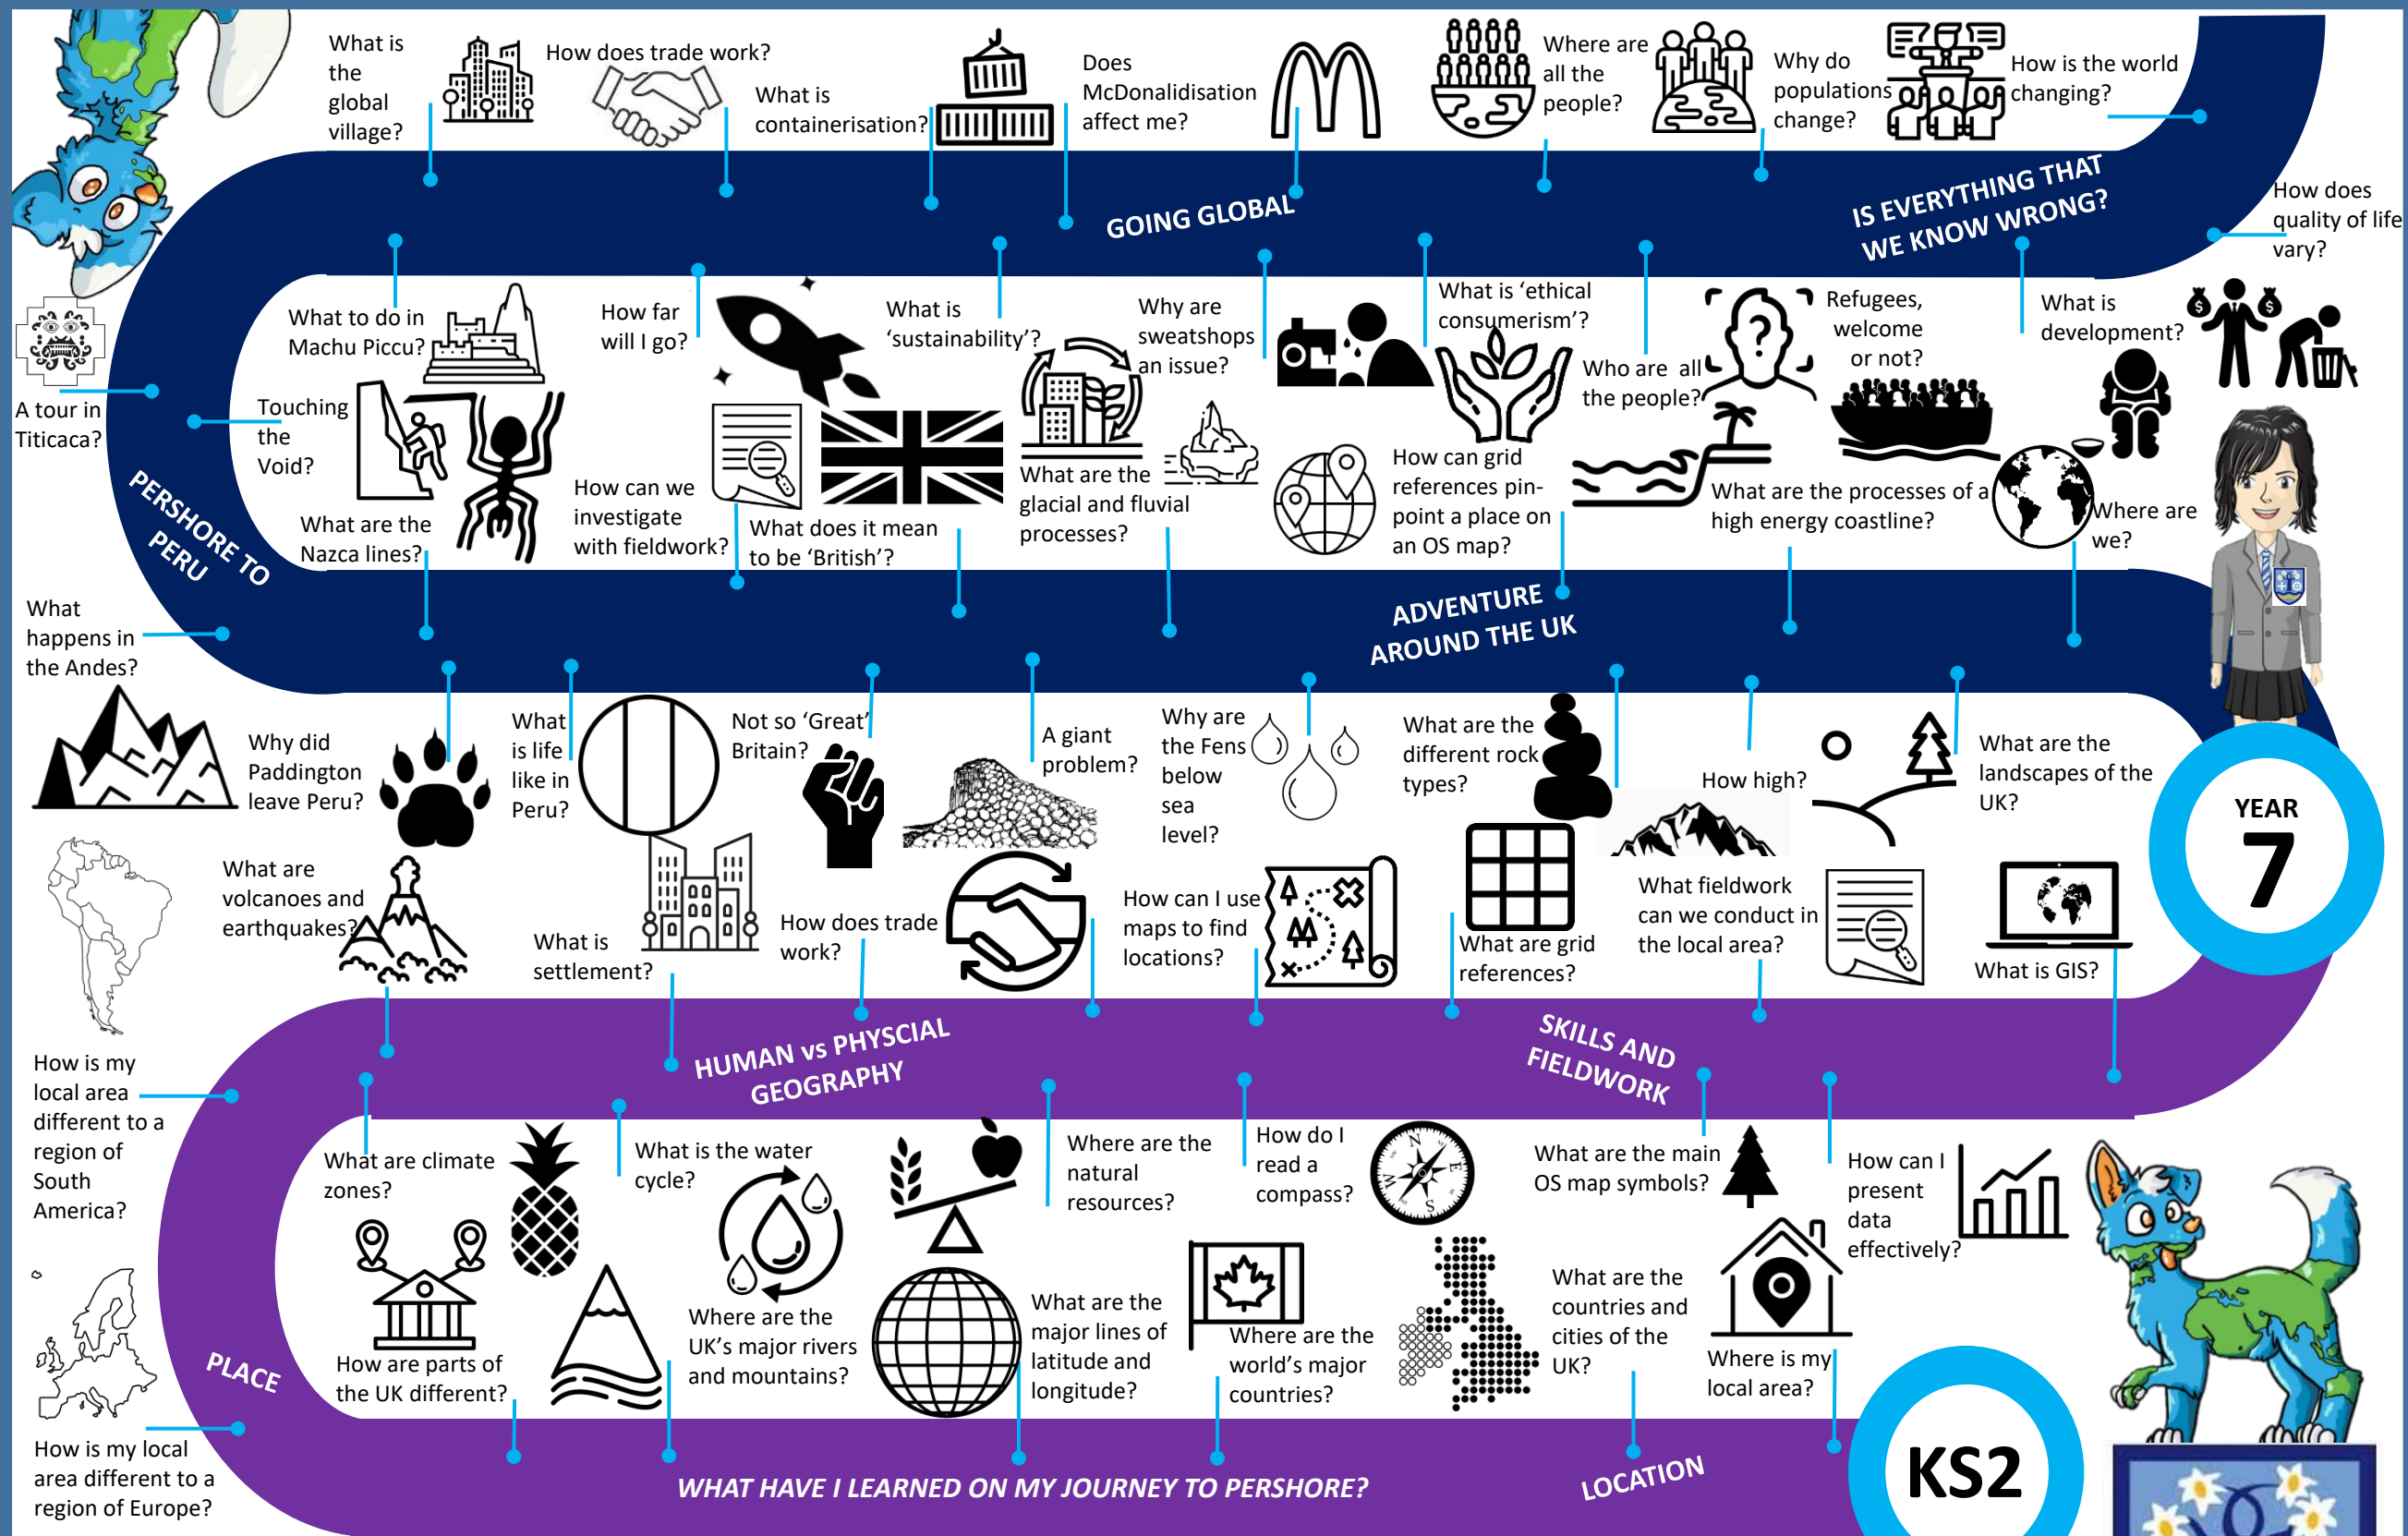 What is
the
global
village?
How does trade work?
What is
containerisation?
Does
McDonalidisation
affect me?
Where are
all the
people?
Why do
populations
change?
How is the world
changing?
GOING GLOBAL
IS EVERYTHING THAT
WE KNOW WRONG?
How does
quality of life
vary?
What to do in
Machu Piccu?
How far
will I go?
What is
‘sustainability’?
Why are
sweatshops
an issue?
What is ‘ethical
consumerism’?
Who are all
the people?
?
Refugees,
welcome
or not?
What is
development?
$ $
A tour in
Titicaca?
Touching
the
Void?
What are the
Nazca lines?
How can we
investigate
with fieldwork?
What does it mean
to be ‘British’?
What are the
glacial and fluvial
processes?
How can grid
references pin-
point a place on
an OS map?
What are the processes of a
high energy coastline?
Where are
we?
PERSHORE TO
PERU
ADVENTURE
AROUND THE UK
What
happens in
the Andes?
Why did
Paddington
leave Peru?
What
is life
like in
Peru?
Not so ‘Great’
Britain?
A giant
problem?
Why are
the Fens
below
sea
level?
What are the
different rock
types?
How high?
What are the
landscapes of the
UK?
YEAR
7
What are
volcanoes and
earthquakes?
What is
settlement?
How does trade
work?
How can I use
maps to find
locations?
What are grid
references?
What fieldwork
can we conduct in
the local area?
What is GIS?
HUMAN vs PHYSCIAL
GEOGRAPHY
SKILLS AND
FIELDWORK
How is my
local area
different to a
region of
South
America?
What are climate
zones?
What is the water
cycle?
Where are the
natural
resources?
How do I
read a
compass?
N
E
S
W
What are the main
OS map symbols?
How can I
present
data
effectively?
How are parts of
the UK different?
Where are the
UK’s major rivers
and mountains?
What are the
major lines of
latitude and
longitude?
Where are the
world’s major
countries?
What are the
countries and
cities of the
UK?
Where is my
local area?
PLACE
How is my local
area different to a
region of Europe?
WHAT HAVE I LEARNED ON MY JOURNEY TO PERSHORE?
LOCATION
KS2